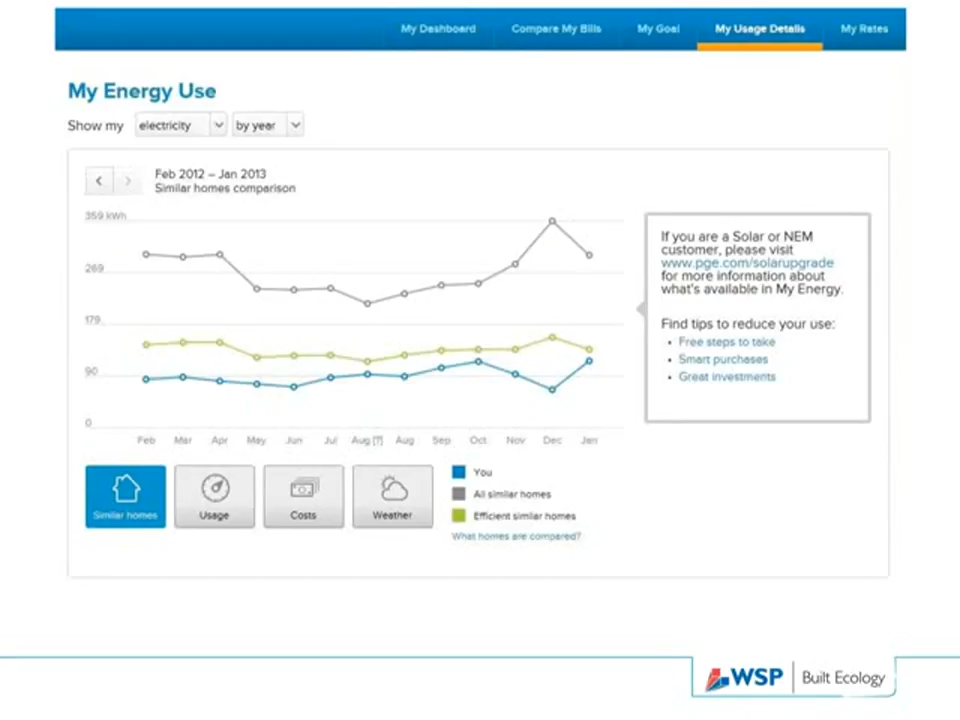 My Dashboard Compare My Bills My Goal My Usage Details My Rates
My Energy Use
Show my electricity by year
Feb 2012 – Jan 2013
Similar homes comparison
359 kWh
269
179
90
0
Feb Mar Apr May Jun Jul Aug [?] Aug Sep Oct Nov Dec Jan
If you are a Solar or NEM
customer, please visit
www.pge.com/solarupgrade
for more information about
what's available in My Energy.
Find tips to reduce your use:
• Free steps to take
• Smart purchases
• Great investments
Similar homes Usage Costs Weather
You
All similar homes
Efficient similar homes
What homes are compared?
WSP Built Ecology